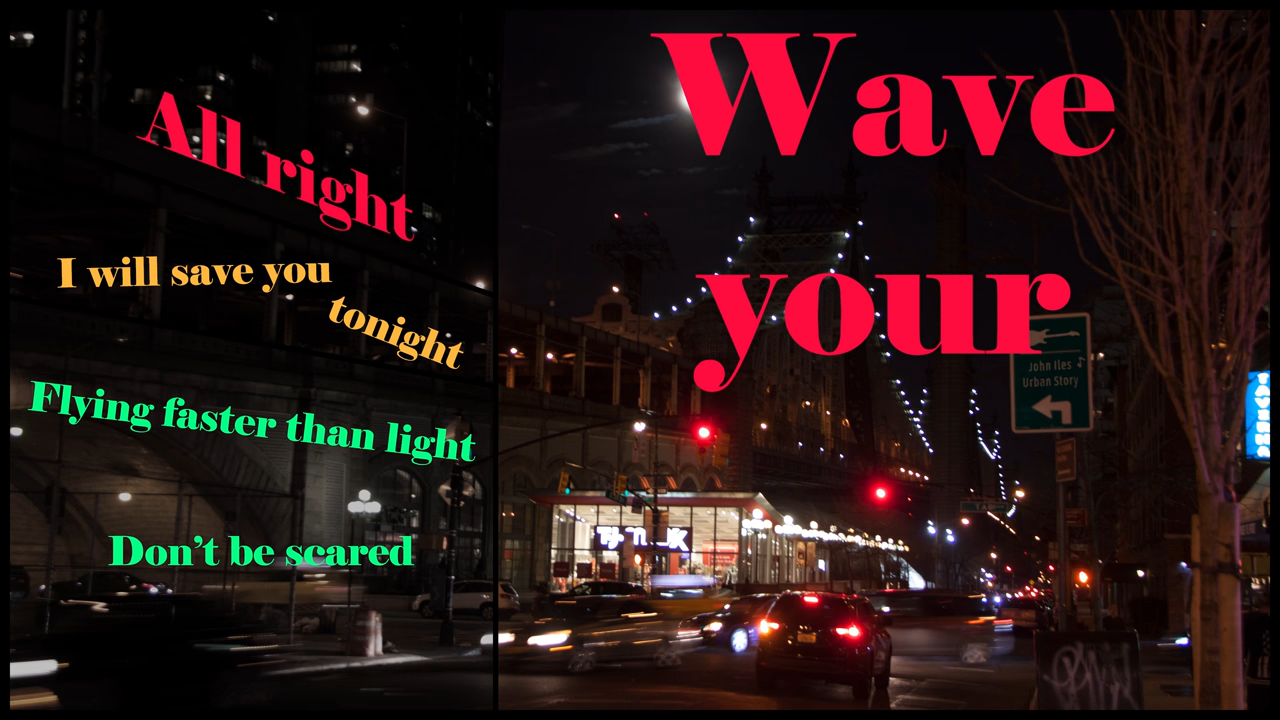 All right
I will save you
tonight
Flying faster than light
Don't be scared
Wave
your
John Iles
Urban Story